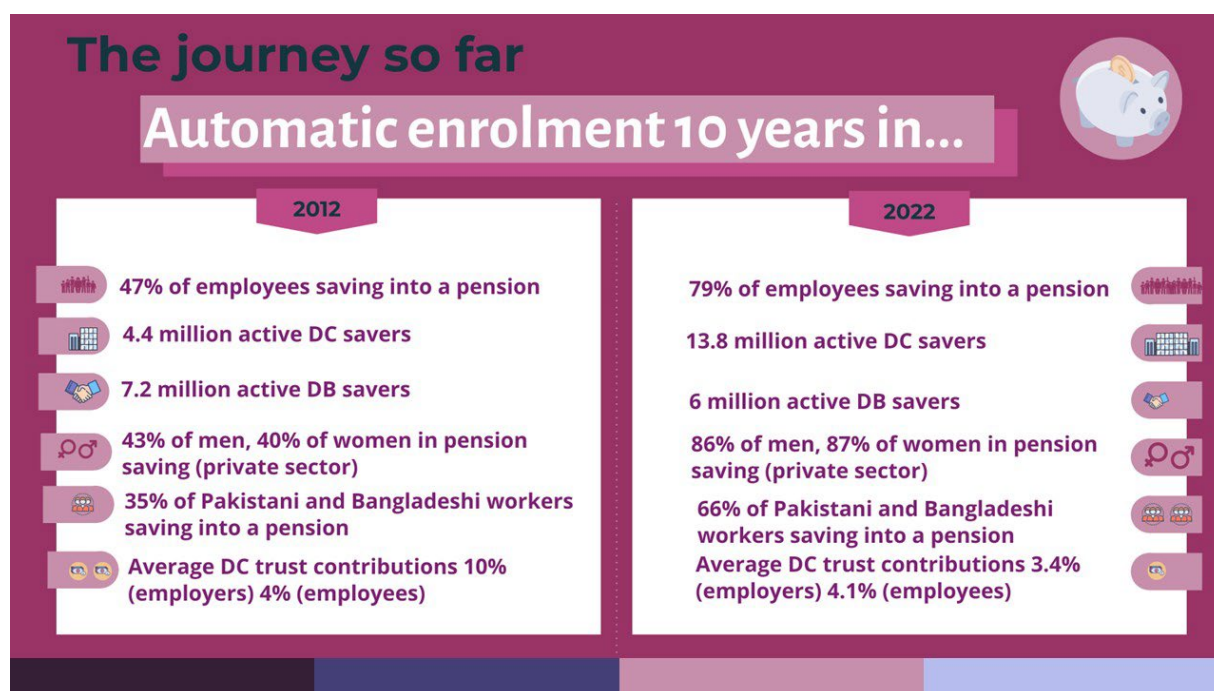 The journey so far
Automatic enrolment 10 years in...
2012
47% of employees saving into a pension
4.4 million active DC savers
7.2 million active DB savers
43% of men, 40% of women in pension
saving (private sector)
35% of Pakistani and Bangladeshi workers
saving into a pension
Average DC trust contributions 10%
(employers) 4% (employees)
2022
79% of employees saving into a pension
13.8 million active DC savers
6 million active DB savers
86% of men, 87% of women in pension
saving (private sector)
66% of Pakistani and Bangladeshi
workers saving into a pension
Average DC trust contributions 3.4%
(employers) 4.1% (employees)